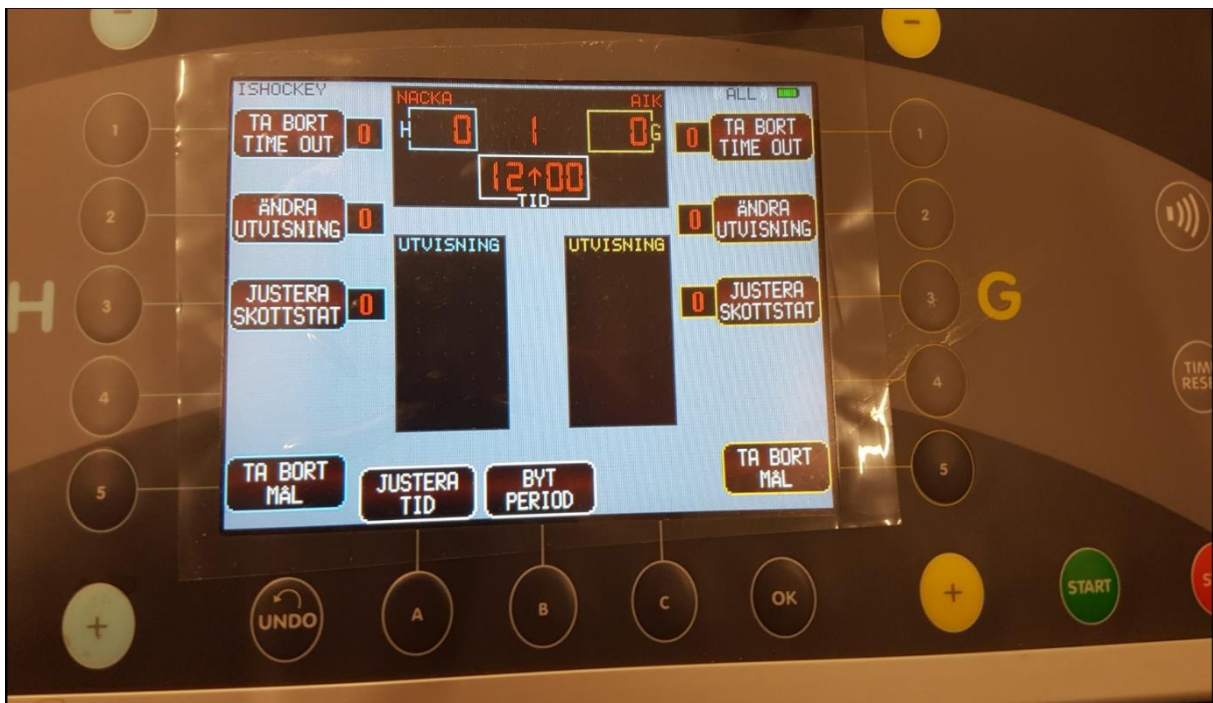 ISHOCKEY
ALL
NACKA
AIK
H 0 1 0 G
12↑00
TID
TA BORT
TIME OUT
0
0
TA BORT
TIME OUT
ÄNDRA
UTVISNING
0
0
ÄNDRA
UTVISNING
JUSTERA
SKOTTSTAT
0
0
JUSTERA
SKOTTSTAT
UTVISNING
UTVISNING
TA BORT
MÅL
JUSTERA
TID
BYT
PERIOD
TA BORT
MÅL
H
1
2
3
4
5
G
1
2
3
4
5
-
-
+
UNDO
A
B
C
OK
+
START